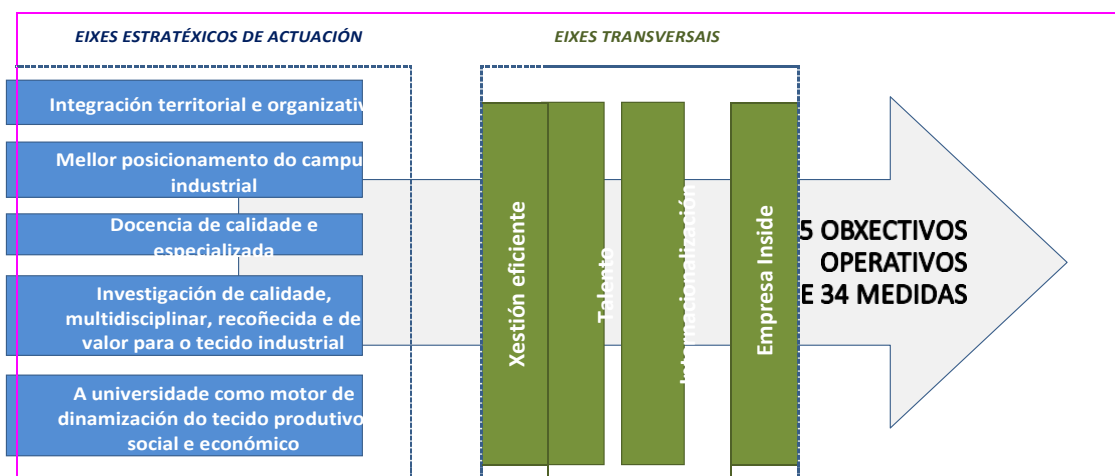 EIXES ESTRATÉXICOS DE ACTUACIÓN
EIXES TRANSVERSAIS
Integración territorial e organizativ
Mellor posicionamento do campu
industrial
Docencia de calidade e
especializada
Investigación de calidade,
multidisciplinar, recoñecida e de
valor para o tecido industrial
A universidade como motor de
dinamización do tecido produtivo
social e económico
Xestión eficiente
Talento
Internacionalización
Empresa Inside
5 OBXECTIVOS
OPERATIVOS
E 34 MEDIDAS